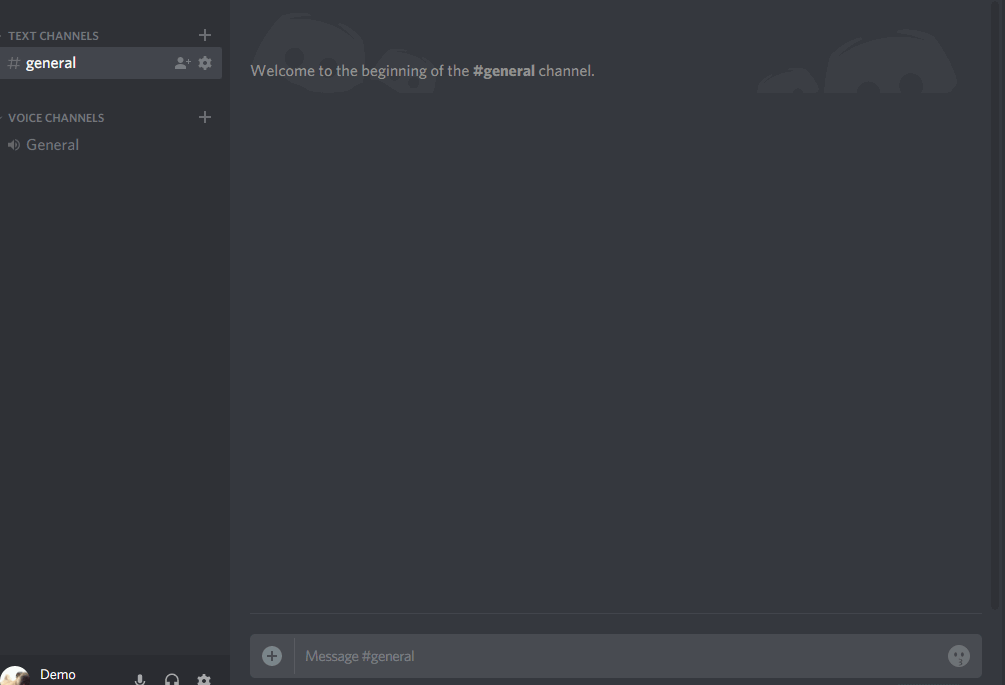 TEXT CHANNELS
# general
VOICE CHANNELS
General
Welcome to the beginning of the #general channel.
Message #general
Demo